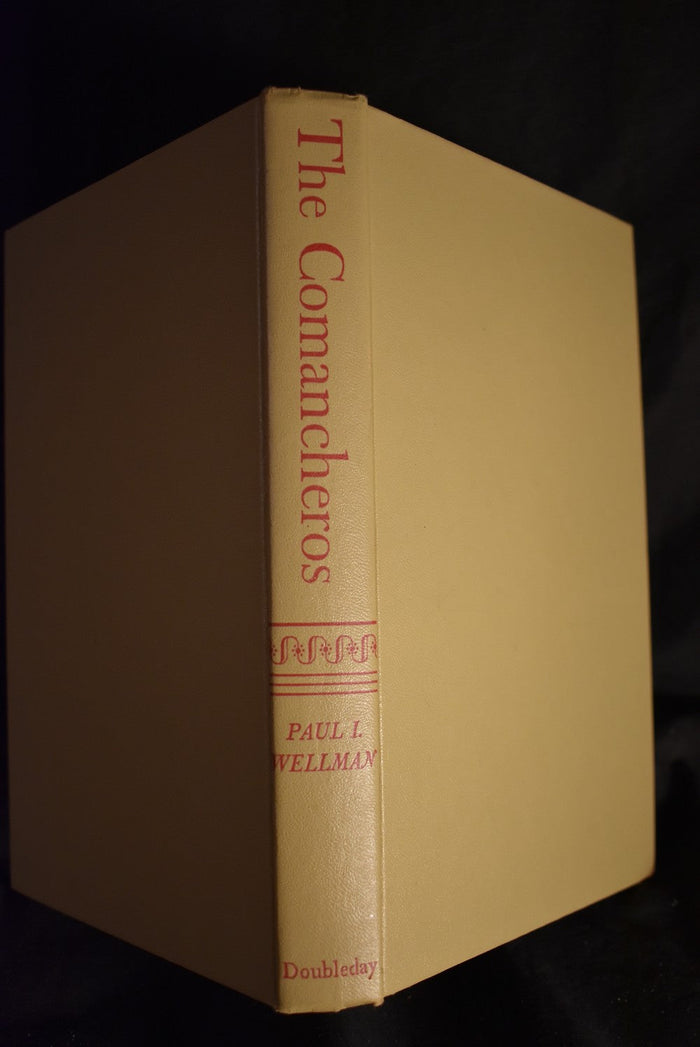 The Comancheros
PAUL I.
WELLMAN
Doubleday